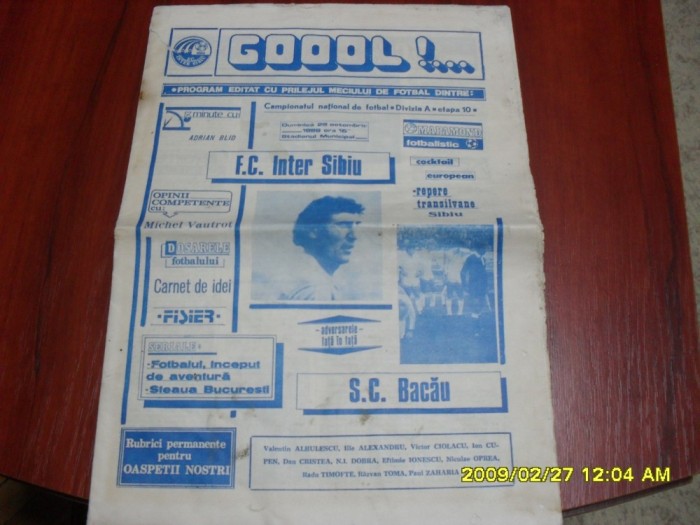 GOOOL!....
•PROGRAM EDITAT CU PRILEJUL MECIULUI DE FOTBAL DINTRE:
Campionatul național de fotbal • Divizia A • etapa 10 •
minute cu:
ADRIAN BLID
Stadionul Municipal
fotbalistic
F.C. Inter Sibiu
cocktail
european
-repere
transilvane
Sibiu
OPINII
COMPETENTE
cu
Michel Vautrot
DOSARELE
fotbalului
Carnet de idei
•FIȘIER•
-adversarele
față în față
SERIALE:
-Fotbalul, început
de aventură
-Steaua București
S.C. Bacău
Rubrici permanente
pentru
OASPEȚII NOȘTRI
Valentin ALBULESCU, Ilie ALEXANDRU, Victor CIOLACU, Ion CU-
PEN, Dan CRISTEA, N.I. DOBRA, Eftimie IONESCU, Nicolae OPREA,
Radu TIMOFTE, Răzvan TOMA, Paul ZAHARIA
2009/02/27 12:04 AM